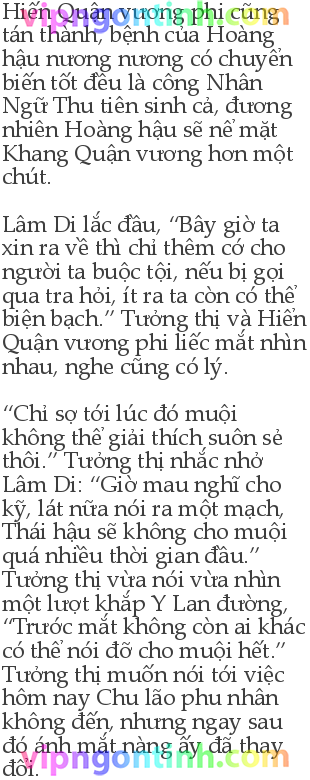 Hiến Quận vương phi cũng
tán thành, bệnh của Hoàng
hậu nương nương có chuyển
biến tốt đều là công Nhân
Ngữ Thu tiên sinh cả, đương
nhiên Hoàng hậu sẽ nể mặt
Khang Quận vương hơn một
chút.
Lâm Di lắc đầu, “Bây giờ ta
xin ra về thì chỉ thêm cớ cho
người ta buộc tội, nếu bị gọi
qua tra hỏi, ít ra ta còn có thể
biện bạch.” Tưởng thị và Hiển
Quận vương phi liếc mắt nhìn
nhau, nghe cũng có lý.
“Chỉ sợ tới lúc đó muội
không thể giải thích suôn sẻ
thôi.” Tưởng thị nhắc nhở
Lâm Di: “Giờ mau nghĩ cho
kỹ, lát nữa nói ra một mạch,
Thái hậu sẽ không cho muội
quá nhiều thời gian đâu.”
Tưởng thị vừa nói vừa nhìn
một lượt khắp Y Lan đường,
“Trước mắt không còn ai khác
có thể nói đỡ cho muội hết.”
Tưởng thị muốn nói tới việc
hôm nay Chu lão phu nhân
không đến, nhưng ngay sau
đó ánh mắt nàng ấy đã thay
đổi.
vipngontinh.com
vipngontinh.com